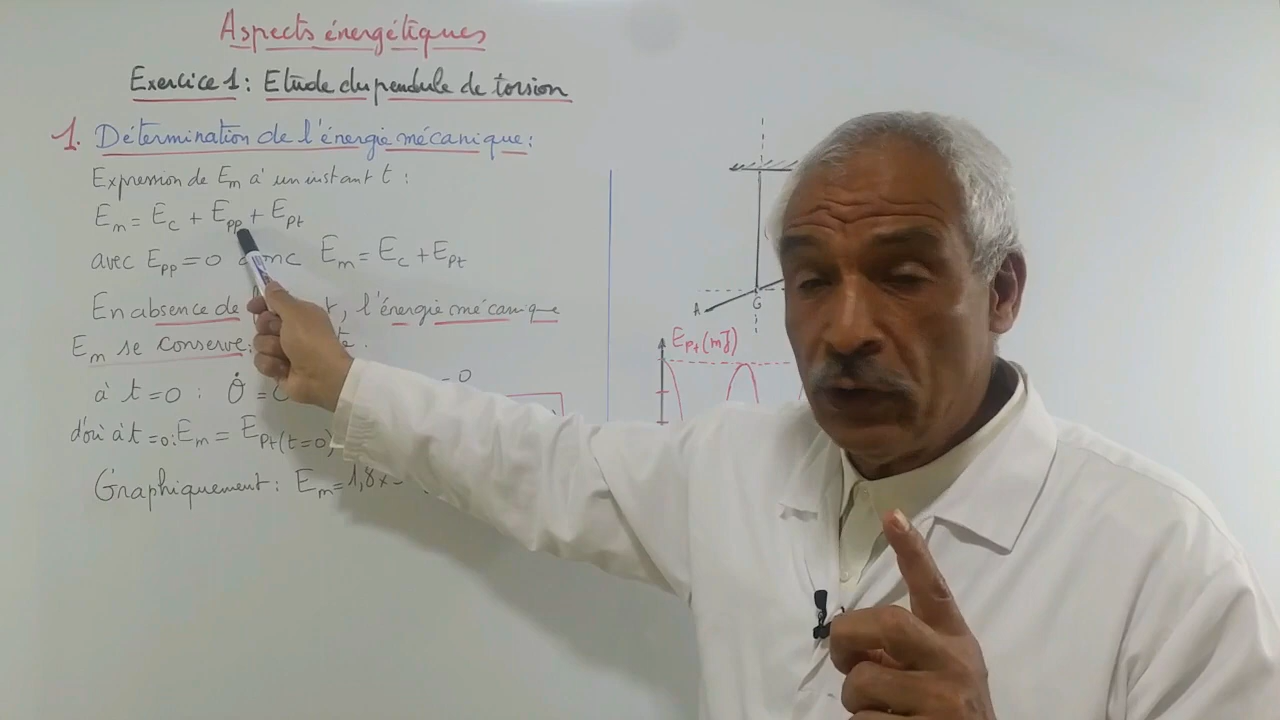 Aspects énergétiques
Exercice 1 : Etude du pendule de torsion
1. Détermination de l'énergie mécanique :
Expression de Em à un instant t :
Em = Ec + Epp + Ept
avec Epp = 0 Em = Ec + Ept
En absence de t, l'énergie mécanique
Em se conserve
à t = 0 : θ̇ = 0
d'où à t = 0 : Em = Ept (t=0)
Graphiquement : Em = 1,8 ×
A
G
Ept (mJ)